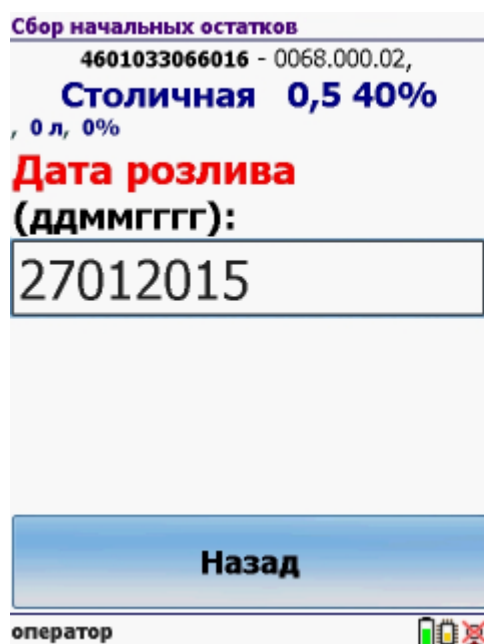 Сбор начальных остатков
4601033066016 - 0068.000.02,
Столичная 0,5 40%
, 0 л, 0%
Дата розлива
(ддммгггг):
27012015
Назад
оператор